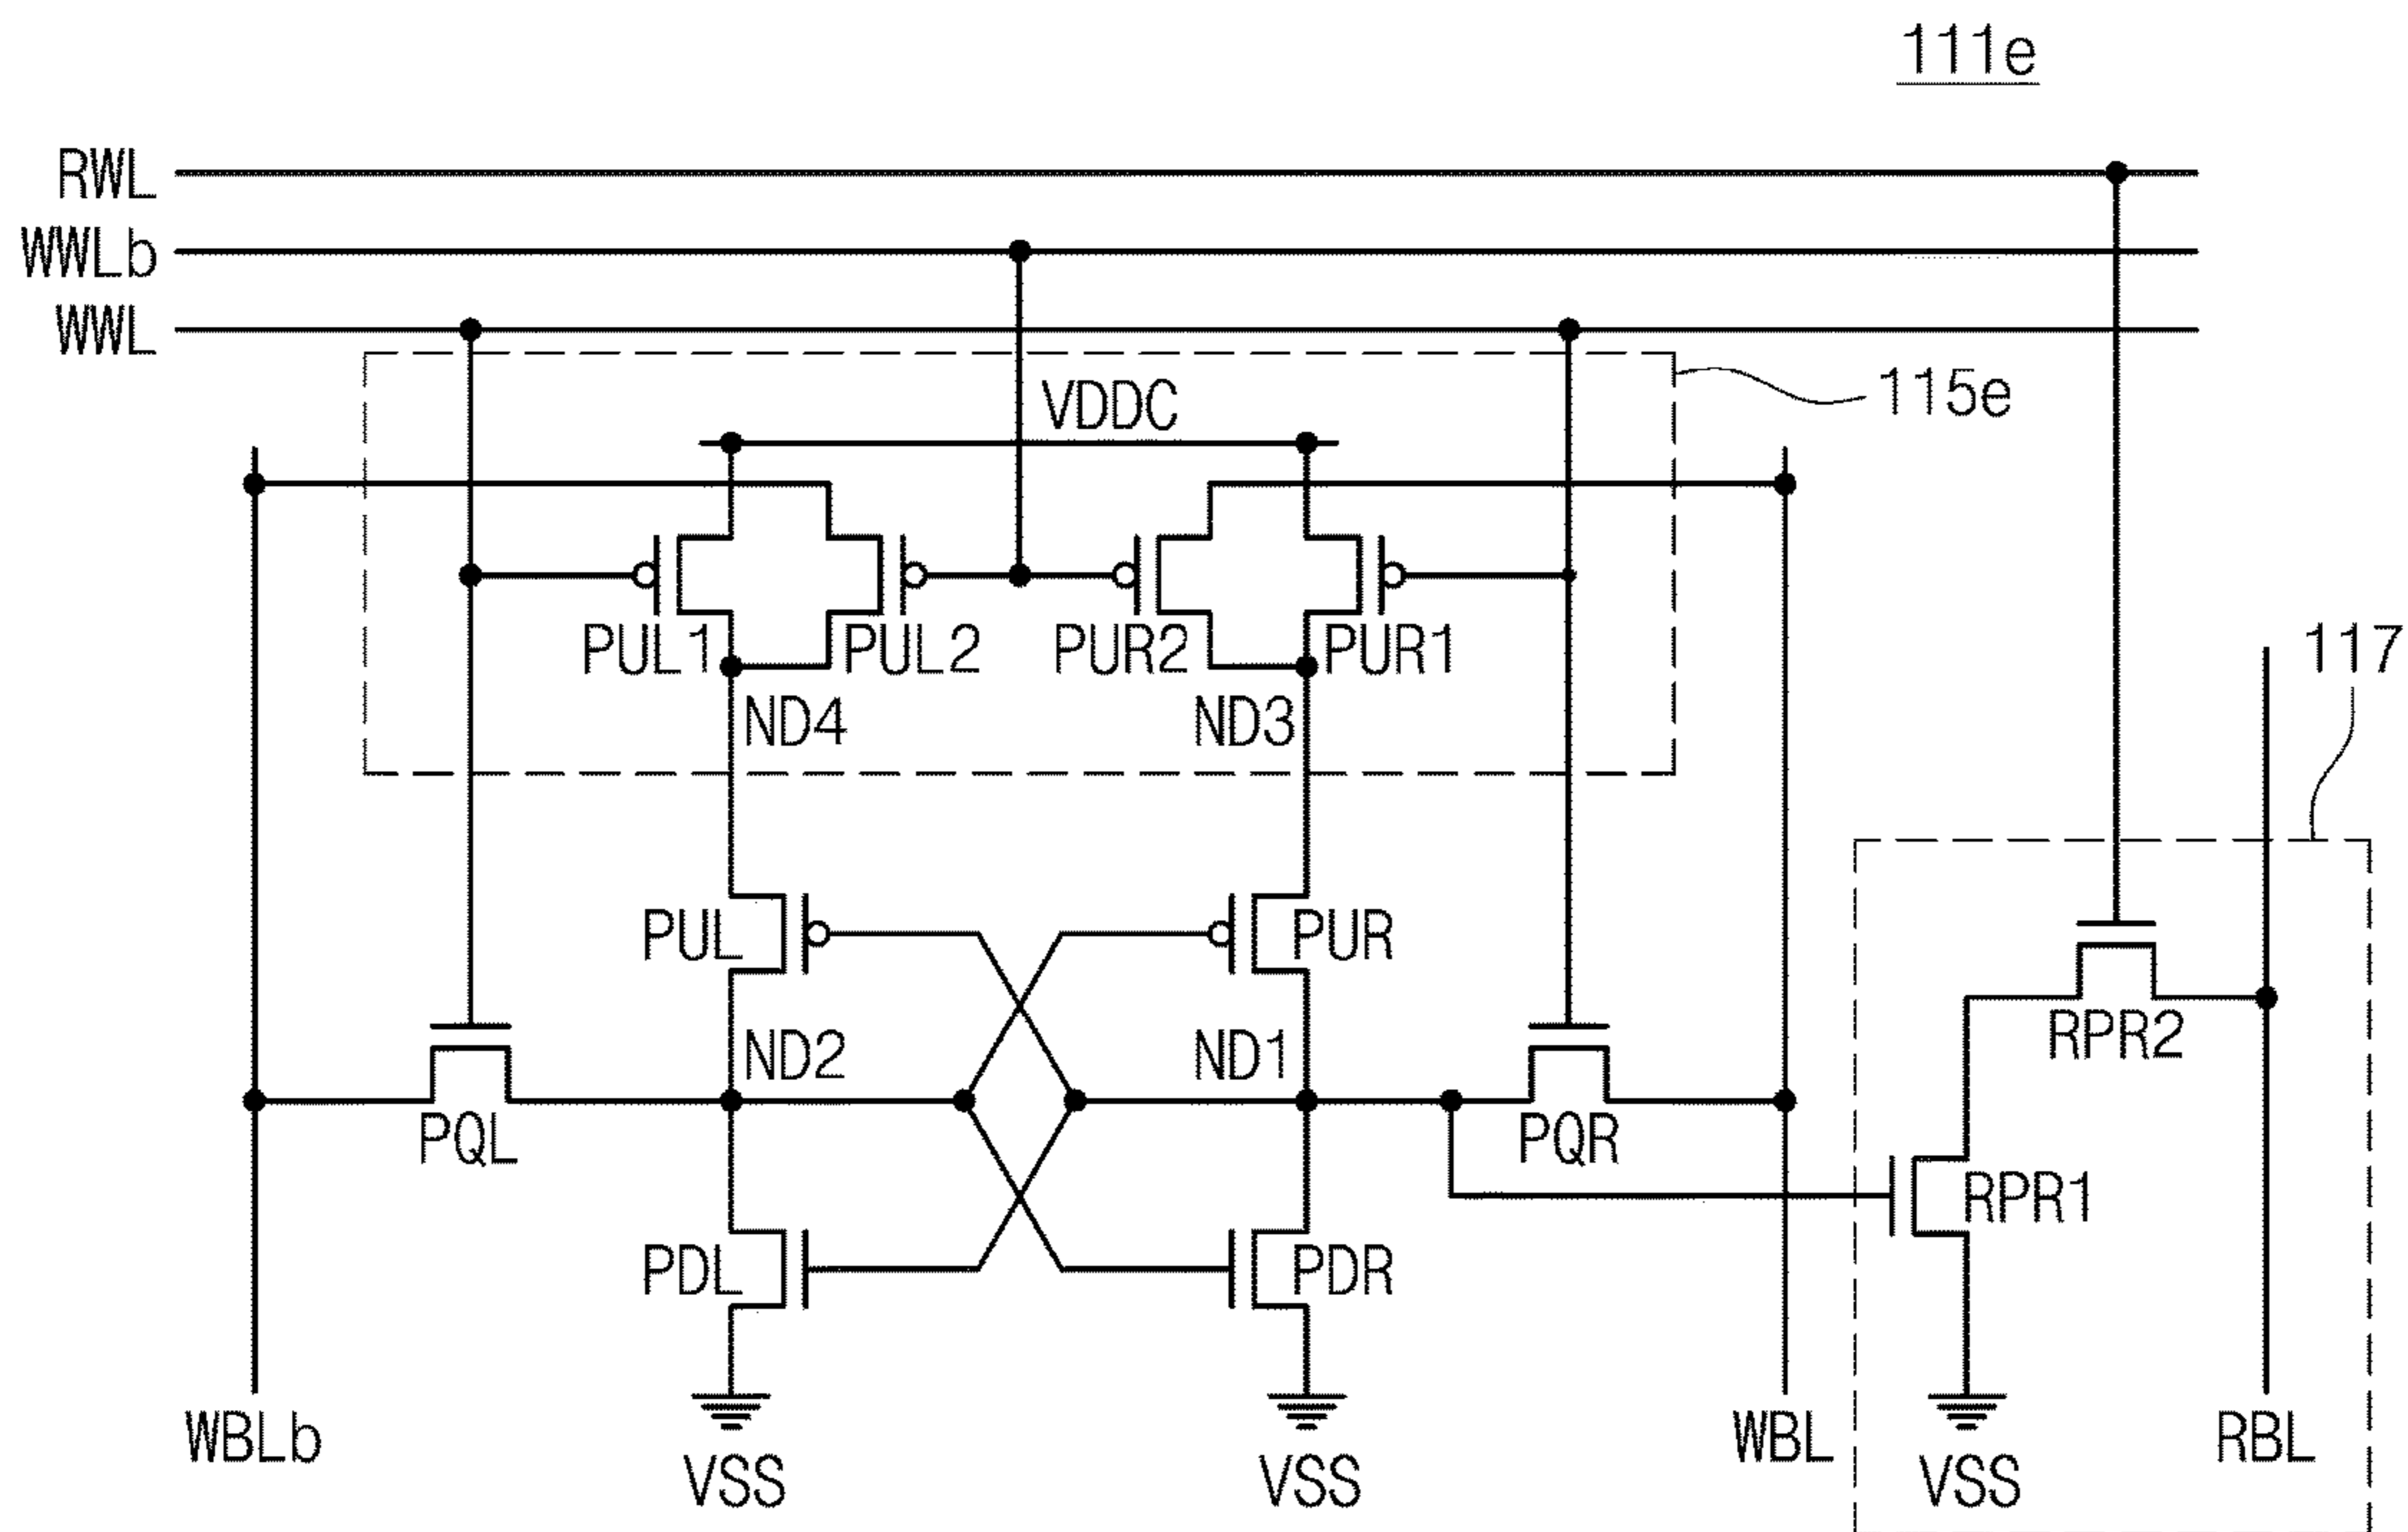 111e
RWL
WWLb
WWL
115e
VDDC
PUL1
PUL2
PUR2
PUR1
117
ND4
ND3
PUL
PUR
ND2
ND1
RPR2
PQL
PQR
RPR1
PDL
PDR
WBLb
WBL
RBL
VSS
VSS
VSS